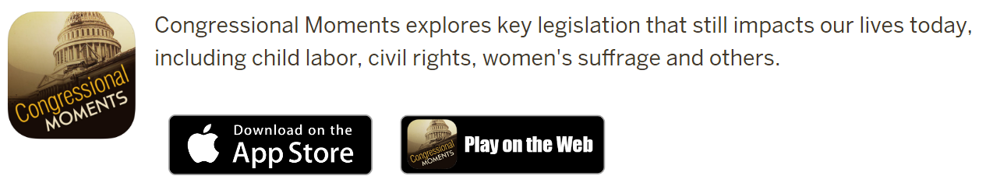 Congressional
MOMENTS
Congressional Moments explores key legislation that still impacts our lives today,
including child labor, civil rights, women's suffrage and others.
Download on the
App Store
Congressional
MOMENTS
Play on the Web